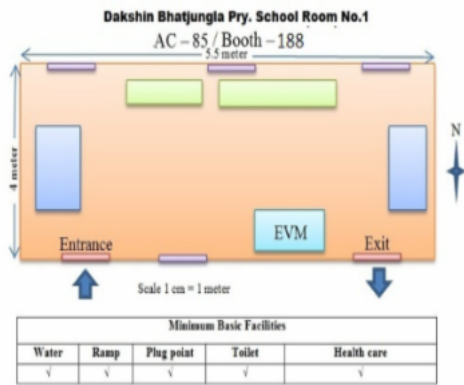 Dakshin Bhatjungla Pry. School Room No.1
AC – 85 / Booth – 188
5.5 meter
4 meter
N
EVM
Entrance
Exit
Scale 1 cm = 1 meter
Minimum Basic Facilities
Water Ramp Plug point Toilet Health care
√ √ √ √ √